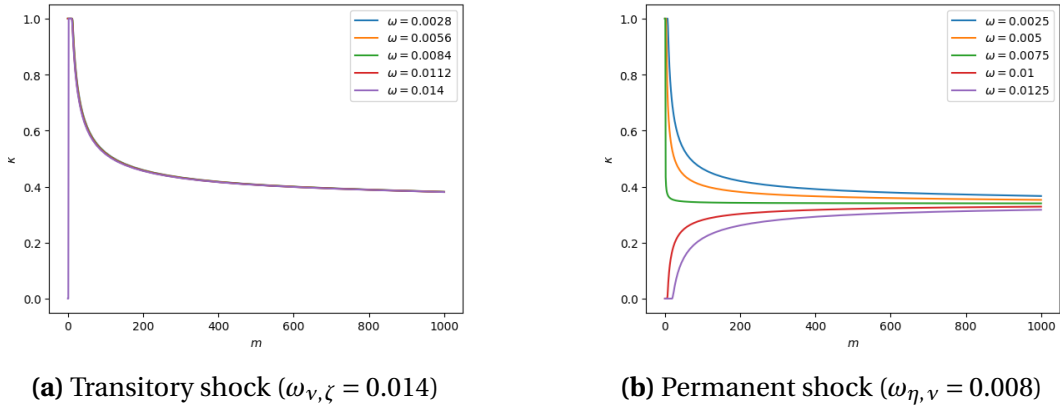 1.0
0.8
0.6
0.4
0.2
0.0
κ
0
200
400
600
800
1000
m
ω = 0.0028
ω = 0.0056
ω = 0.0084
ω = 0.0112
ω = 0.014
(a) Transitory shock (ων,ζ = 0.014)
1.0
0.8
0.6
0.4
0.2
0.0
κ
0
200
400
600
800
1000
m
ω = 0.0025
ω = 0.005
ω = 0.0075
ω = 0.01
ω = 0.0125
(b) Permanent shock (ωη,ν = 0.008)